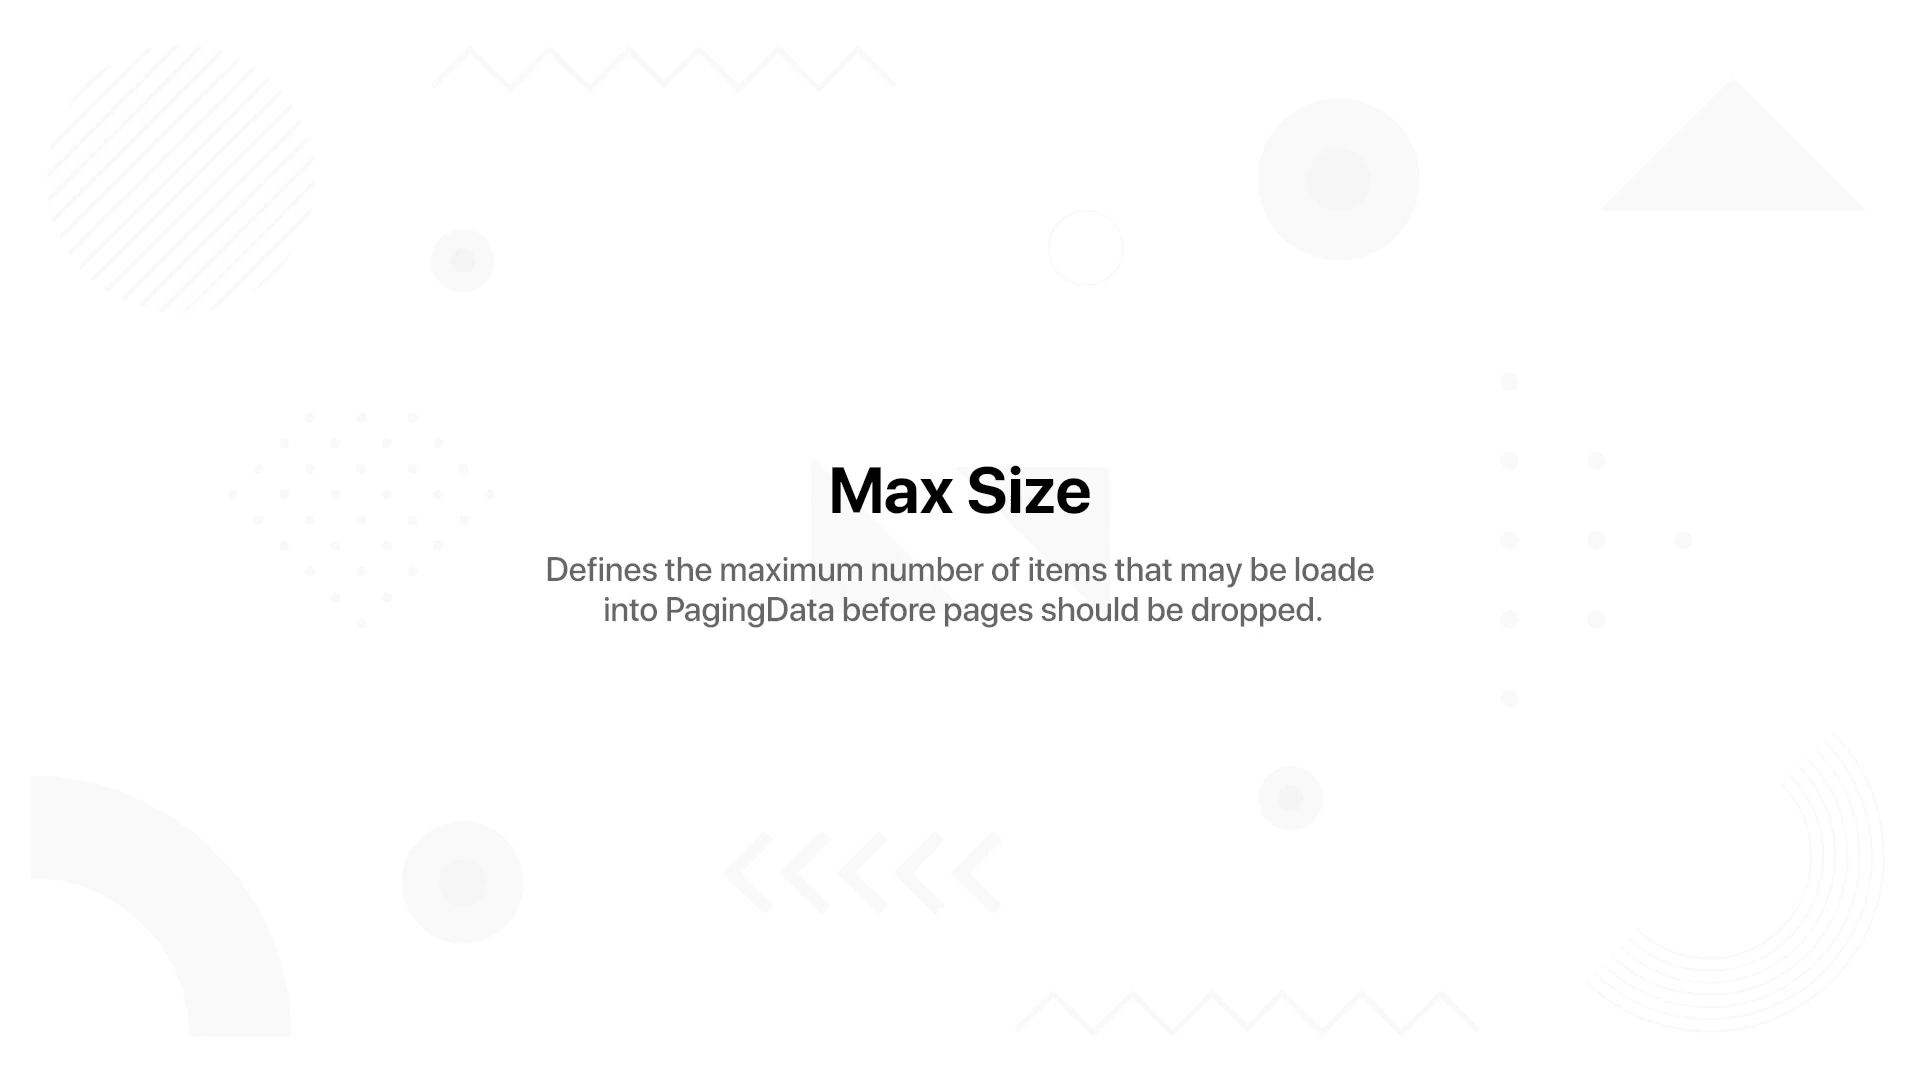 Max Size
Defines the maximum number of items that may be loade
into PagingData before pages should be dropped.